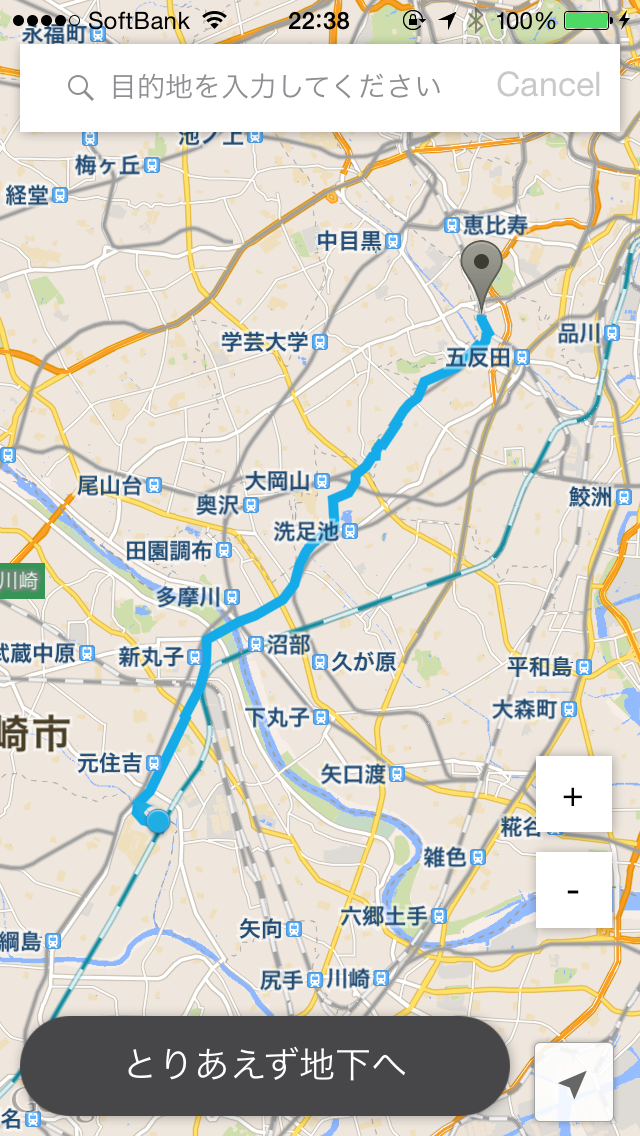 SoftBank 22:38 100%
永福町
目的地を入力してください Cancel
池ノ上
梅ヶ丘
経堂
恵比寿
中目黒
品川
学芸大学
五反田
大岡山
尾山台
奥沢
鮫洲
洗足池
田園調布
川崎
多摩川
沼部
武蔵中原
新丸子
久が原
平和島
大森町
下丸子
崎市
元住吉
矢口渡
+
糀谷
雑色
-
六郷土手
矢向
綱島
尻手
川崎
とりあえず地下へ
名